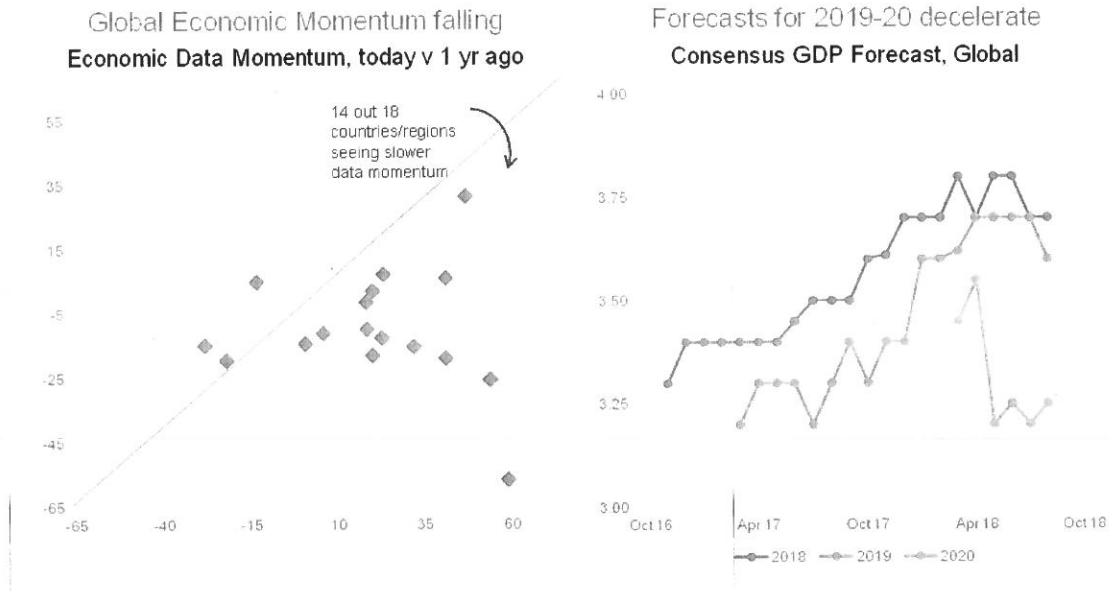 Global Economic Momentum falling
Economic Data Momentum, today v 1 yr ago
14 out 18
countries/regions
seeing slower
data momentum
55
35
15
-5
-25
-45
-65
-65
-15
10
35
60
Forecasts for 2019-20 decelerate
Consensus GDP Forecast, Global
4.00
3.75
3.50
3.25
3.00
Oct 16
Apr 17
Oct 17
Apr 18
Oct 18
2018
2019
2020